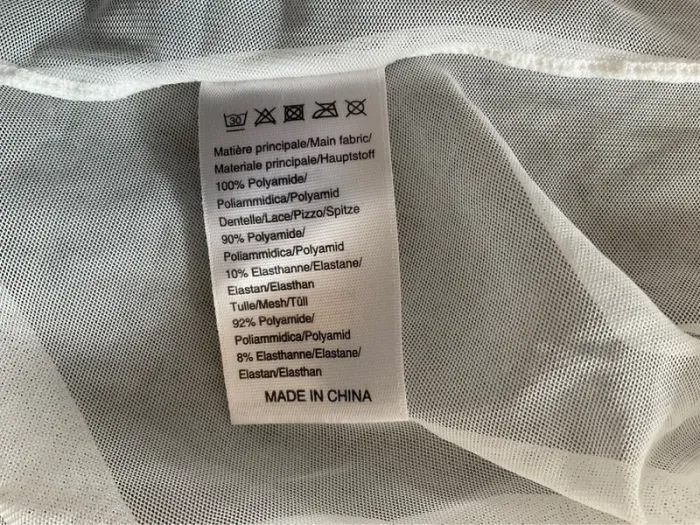 30
Matière principale/Main fabric/
Materiale principale/Hauptstoff
100% Polyamide/
Poliammidica/Polyamid
Dentelle/Lace/Pizzo/Spitze
90% Polyamide/
Poliammidica/Polyamid
10% Elasthanne/Elastane/
Elastan/Elasthan
Tulle/Mesh/Tüll
92% Polyamide/
Poliammidica/Polyamid
8% Elasthanne/Elastane/
Elastan/Elasthan
MADE IN CHINA